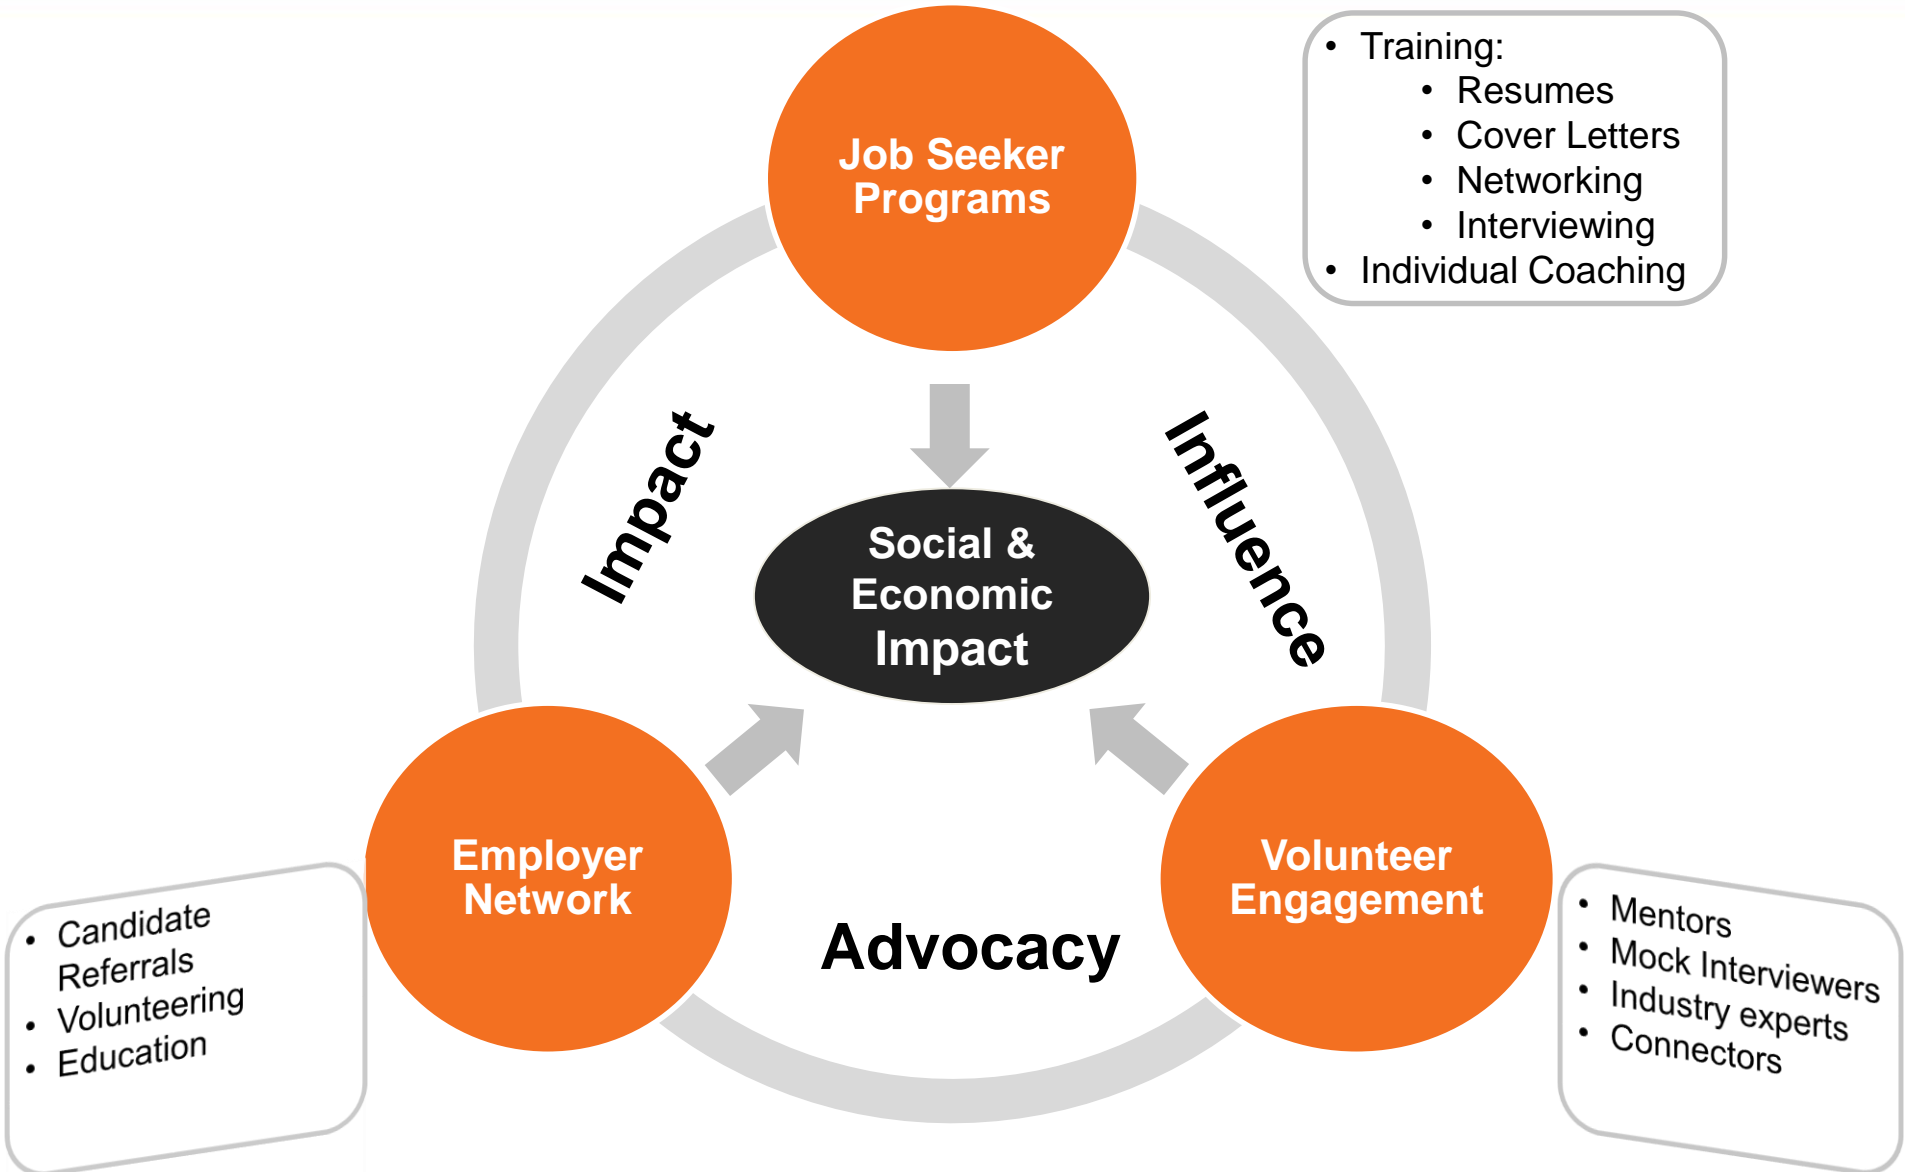 Job Seeker
Programs
• Training:
• Resumes
• Cover Letters
• Networking
• Interviewing
• Individual Coaching
Impact
Influence
Social &
Economic
Impact
Employer
Network
Volunteer
Engagement
Advocacy
• Candidate
Referrals
• Volunteering
• Education
• Mentors
• Mock Interviewers
• Industry experts
• Connectors